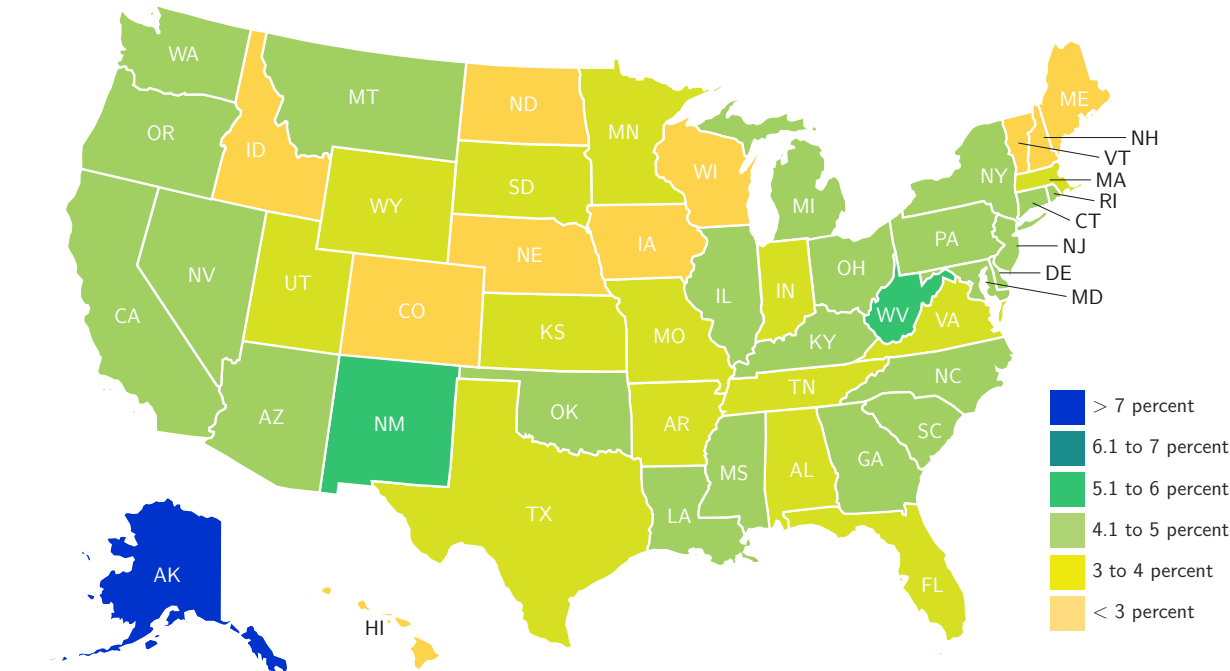 WA
MT
ND
MN
ME
OR
ID
NH
VT
SD
WI
NY
MA
WY
MI
RI
CT
IA
PA
NJ
NE
OH
NV
UT
DE
IL
IN
MD
CA
CO
WV
VA
KS
MO
KY
NC
TN
AZ
NM
OK
AR
SC
GA
AL
MS
TX
LA
AK
FL
HI
> 7 percent
6.1 to 7 percent
5.1 to 6 percent
4.1 to 5 percent
3 to 4 percent
< 3 percent